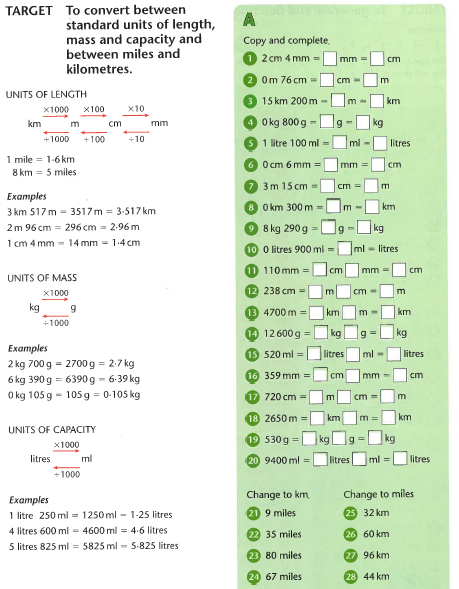 TARGET To convert between
standard units of length,
mass and capacity and
between miles and
kilometres.
UNITS OF LENGTH
×1000 ×100 ×10
km m cm mm
÷1000 ÷100 ÷10
1 mile = 1·6 km
8 km = 5 miles
Examples
3 km 517 m = 3517 m = 3·517 km
2 m 96 cm = 296 cm = 2·96 m
1 cm 4 mm = 14 mm = 1·4 cm
UNITS OF MASS
×1000
kg g
÷1000
Examples
2 kg 700 g = 2700 g = 2·7 kg
6 kg 390 g = 6390 g = 6·39 kg
0 kg 105 g = 105 g = 0·105 kg
UNITS OF CAPACITY
×1000
litres ml
÷1000
Examples
1 litre 250 ml = 1250 ml = 1·25 litres
4 litres 600 ml = 4600 ml = 4·6 litres
5 litres 825 ml = 5825 ml = 5·825 litres
A
Copy and complete.
1 2 cm 4 mm = □ mm = □ cm
2 0 m 76 cm = □ cm = □ m
3 15 km 200 m = □ m = □ km
4 0 kg 800 g = □ g = □ kg
5 1 litre 100 ml = □ ml = □ litres
6 0 cm 6 mm = □ mm = □ cm
7 3 m 15 cm = □ cm = □ m
8 0 km 300 m = □ m = □ km
9 8 kg 290 g = □ g = □ kg
10 0 litres 900 ml = □ ml = litres
11 110 mm = □ cm □ mm = □ cm
12 238 cm = □ m □ cm = □ m
13 4700 m = □ km □ m = □ km
14 12 600 g = □ kg □ g = □ kg
15 520 ml = □ litres □ ml = □ litres
16 359 mm = □ cm □ mm = □ cm
17 720 cm = □ m □ cm = □ m
18 2650 m = □ km □ m = □ km
19 530 g = □ kg □ g = □ kg
20 9400 ml = □ litres □ ml = □ litres
Change to km.
21 9 miles
22 35 miles
23 80 miles
24 67 miles
Change to miles
25 32 km
26 60 km
27 96 km
28 44 km